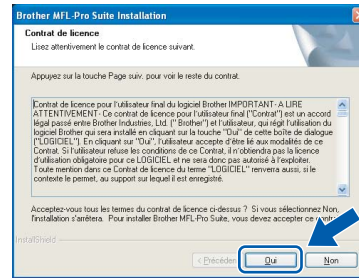 Brother MFL-Pro Suite Installation
Contrat de licence
Lisez attentivement le contrat de licence suivant.
Appuyez sur la touche Page suiv. pour voir le reste du contrat.
Contrat de licence pour l'utilisateur final du logiciel Brother IMPORTANT- A LIRE
ATTENTIVEMENT- Ce contrat de licence pour l'utilisateur final ("Contrat") est un accord
légal passé entre Brother Industries, Ltd. (" Brother") et l'utilisateur, qui régit l'utilisation du
logiciel Brother qui sera installé en cliquant sur la touche "Oui" de cette boîte de dialogue
("LOGICIEL"). En cliquant sur "Oui", l'utilisateur accepte d'être lié aux modalités de ce
Contrat. Si l'utilisateur refuse les conditions de ce Contrat, il n'obtiendra pas la licence
d'utilisation obligatoire pour ce LOGICIEL et ne sera donc pas autorisé à l'exploiter.
Toute mention dans ce Contrat de licence du terme "LOGICIEL" renverra aussi, si le
contexte le permet, au support sur lequel il est enregistré.
Acceptez-vous tous les termes du contrat de licence ci-dessus ? Si vous sélectionnez Non,
l'installation s'arrêtera. Pour installer Brother MFL-Pro Suite, vous devez accepter ce
InstallShield
< Précéden
Oui
Non